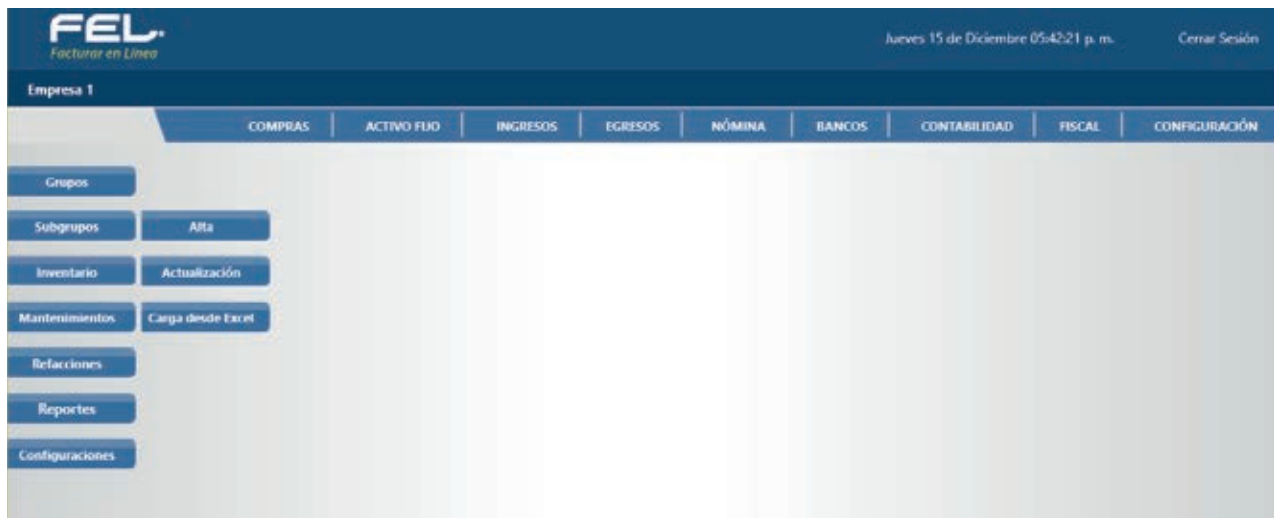 FEL.
Facturar en Línea
Jueves 15 de Diciembre 05:42:21 p. m.
Cerrar Sesión
Empresa 1
COMPRAS
ACTIVO FIJO
INGRESOS
EGRESOS
NÓMINA
BANCOS
CONTABILIDAD
FISCAL
CONFIGURACIÓN
Grupos
Subgrupos
Alta
Inventario
Actualización
Mantenimientos
Carga desde Excel
Refacciones
Reportes
Configuraciones